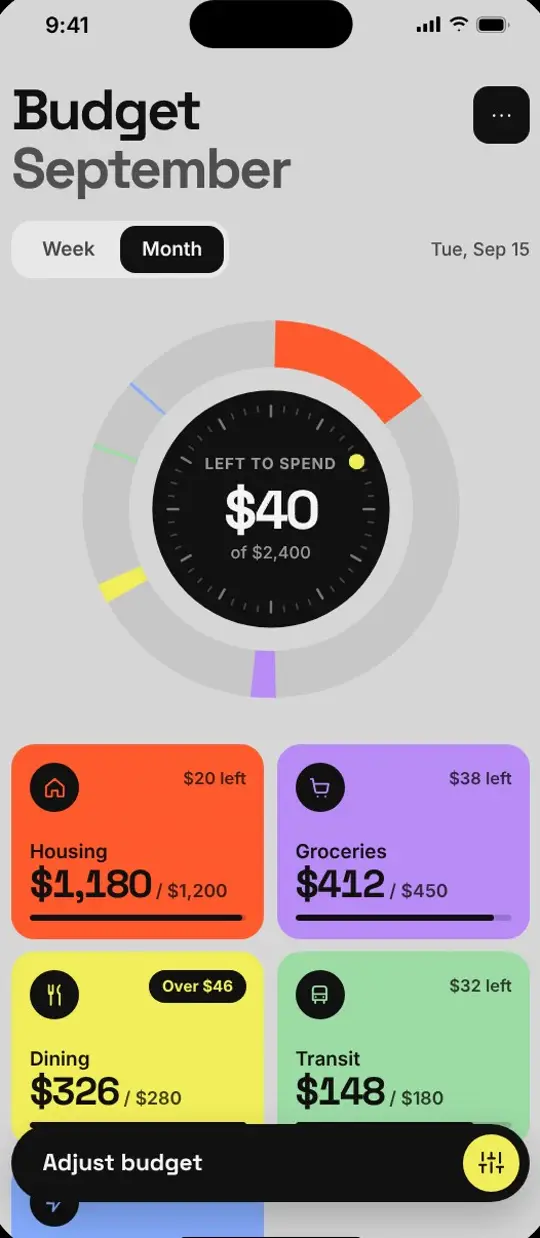 9:41
Budget
September
Week
Month
Tue, Sep 15
LEFT TO SPEND
$40
of $2,400
$20 left
Housing
$1,180 / $1,200
$38 left
Groceries
$412 / $450
Over $46
Dining
$326 / $280
$32 left
Transit
$148 / $180
Adjust budget